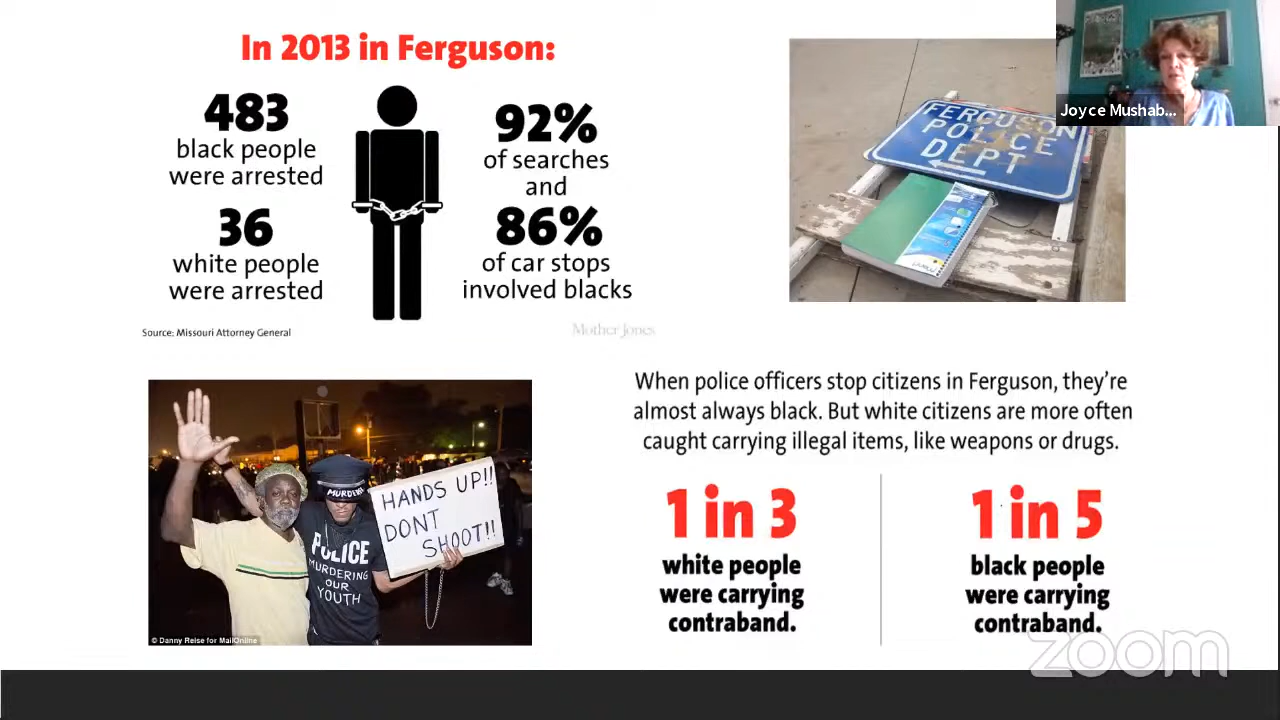 In 2013 in Ferguson:
483
black people
were arrested
36
white people
were arrested
92%
of searches
and
86%
of car stops
involved blacks
Source: Missouri Attorney General
Mother Jones
FERGUSON
POLICE
DEPT
Joyce Mushab...
MURDERE
POLICE
MURDERING
OUR
YOUTH
HANDS UP!!
DONT
SHOOT!!
© Danny Reise for MailOnline
When police officers stop citizens in Ferguson, they're
almost always black. But white citizens are more often
caught carrying illegal items, like weapons or drugs.
1 in 3
white people
were carrying
contraband.
1 in 5
black people
were carrying
contraband.
zoom